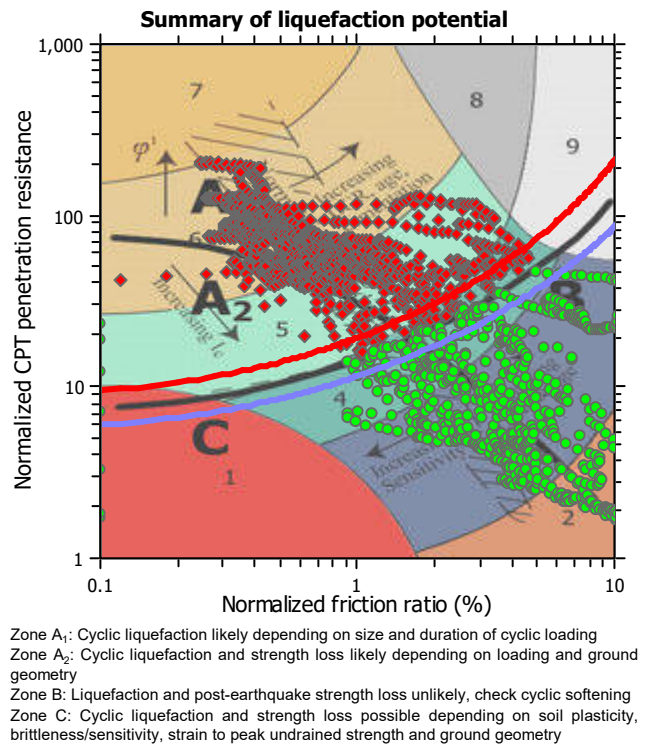 Summary of liquefaction potential
1,000
7
8
9
φ'
Increasing
A
100
6
A2
Increasing Ic
B
5
10
4
C
Increasing
Sensitivity
1
2
1
0.1
1
10
Normalized CPT penetration resistance
Normalized friction ratio (%)
Zone A1: Cyclic liquefaction likely depending on size and duration of cyclic loading
Zone A2: Cyclic liquefaction and strength loss likely depending on loading and ground
geometry
Zone B: Liquefaction and post-earthquake strength loss unlikely, check cyclic softening
Zone C: Cyclic liquefaction and strength loss possible depending on soil plasticity,
brittleness/sensitivity, strain to peak undrained strength and ground geometry